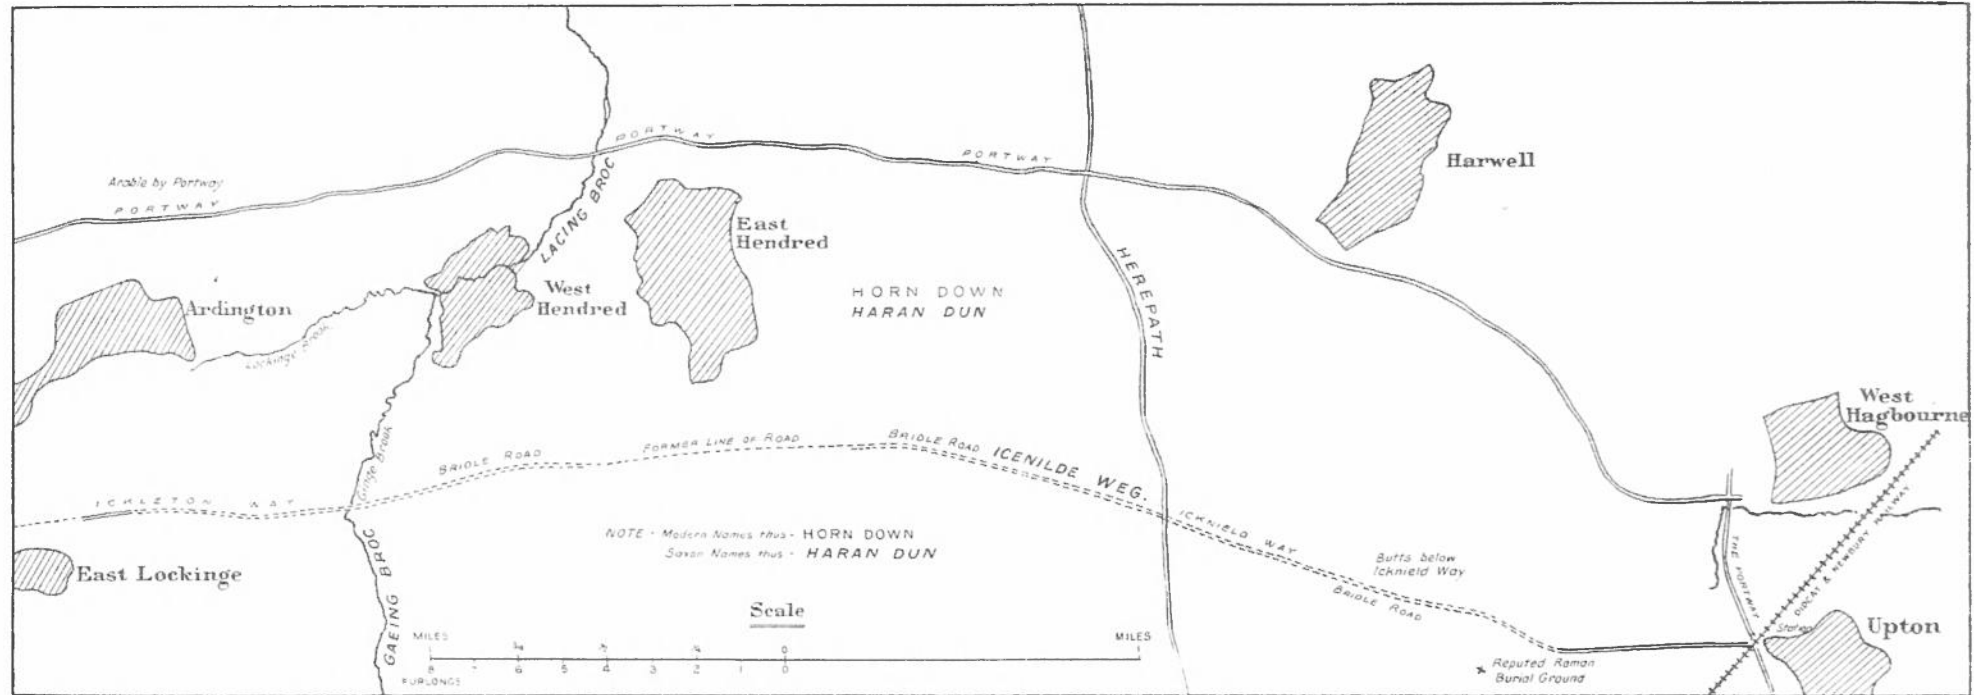 PORTWAY
PORTWAY
Arable by Portway
PORTWAY
LACING BROC
Harwell
East
Hendred
HEREPATH
West
Hendred
Ardington
Lockinge Brook
HORN DOWN
HARAN DUN
West
Hagbourne
Ginge Brook
BRIDLE ROAD
FORMER LINE OF ROAD
BRIDLE ROAD
ICENILDE WEG.
ICKLETON WAY
ICKNIELD WAY
NOTE - Modern Names thus - HORN DOWN
Saxon Names thus - HARAN DUN
Butts below
Icknield Way
BRIDLE ROAD
THE PORTWAY
DIDCAT & NEWBURY RAILWAY
East Lockinge
GAEING BROC
Scale
Station
Upton
MILES
MILES
8 7 6 5 4 3 2 1 0
FURLONGS
Reputed Roman
Burial Ground